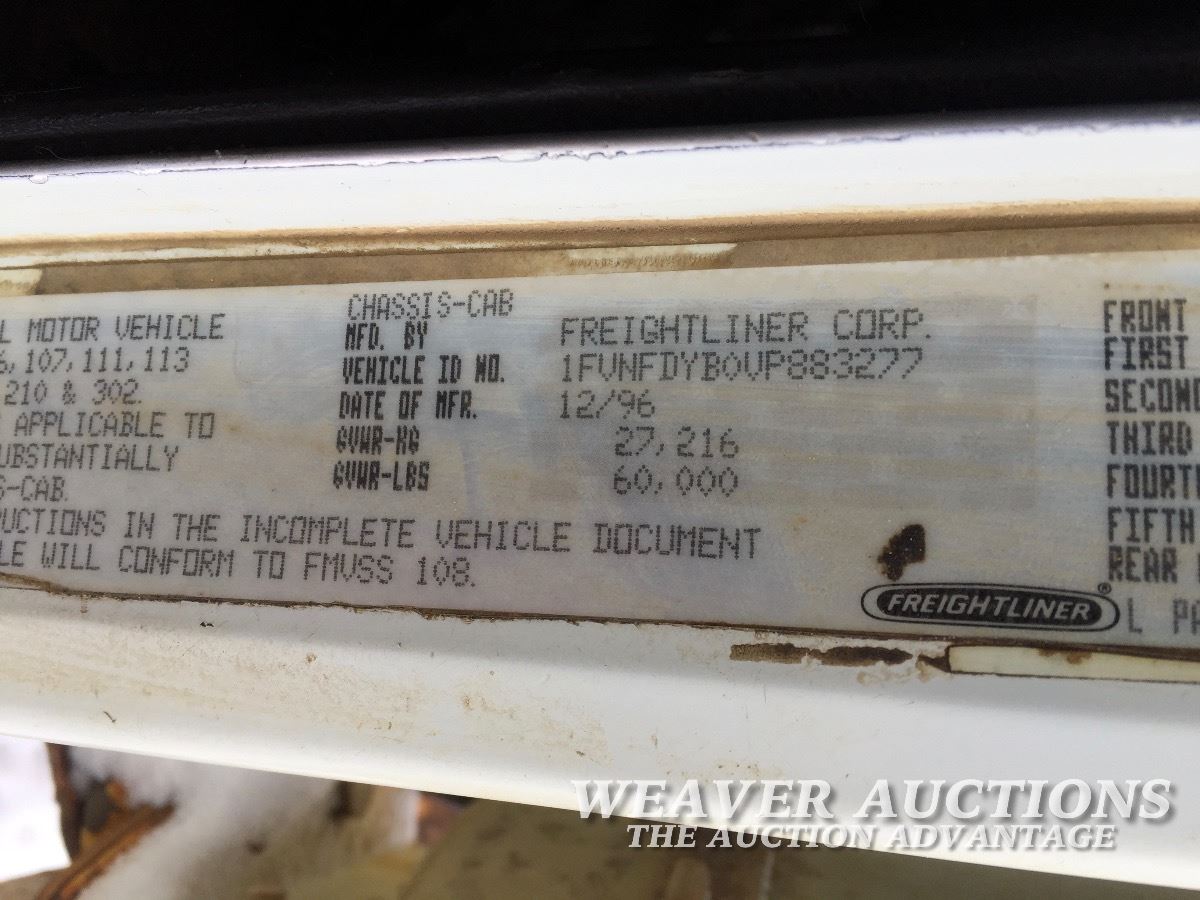 L MOTOR VEHICLE
6,107,111,113
210 & 302.
APPLICABLE TO
UBSTANTIALLY
S-CAB.
UCTIONS IN THE INCOMPLETE VEHICLE DOCUMENT
LE WILL CONFORM TO FMVSS 108.
CHASSIS-CAB
MFD. BY FREIGHTLINER CORP.
VEHICLE ID NO. 1FVNFDYB0VP883277
DATE OF MFR. 12/96
GVWR-KG 27,216
GVWR-LBS 60,000
FRONT
FIRST
SECOND
THIRD
FOURTH
FIFTH
REAR
FREIGHTLINER®
L PA
WEAVER AUCTIONS
THE AUCTION ADVANTAGE